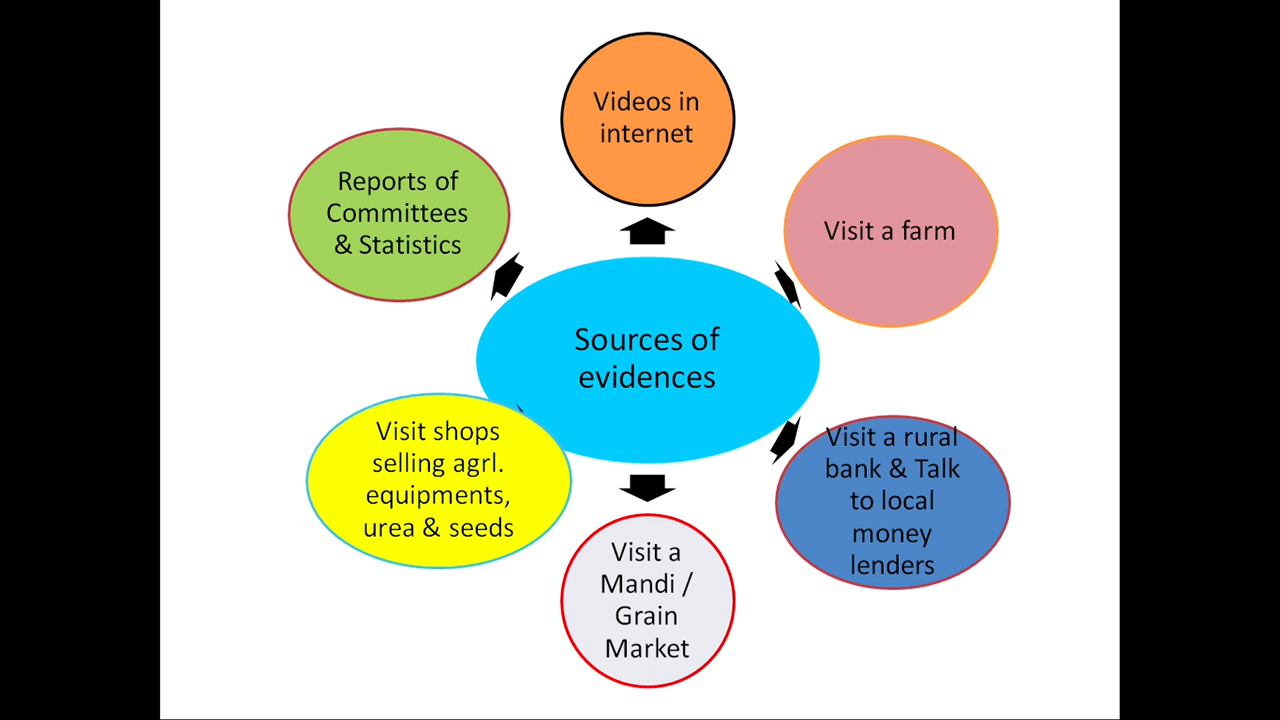 Videos in
internet
Visit a farm
Visit a rural
bank & Talk
to local
money
lenders
Visit a
Mandi /
Grain
Market
Visit shops
selling agrl.
equipments,
urea & seeds
Reports of
Committees
& Statistics
Sources of
evidences